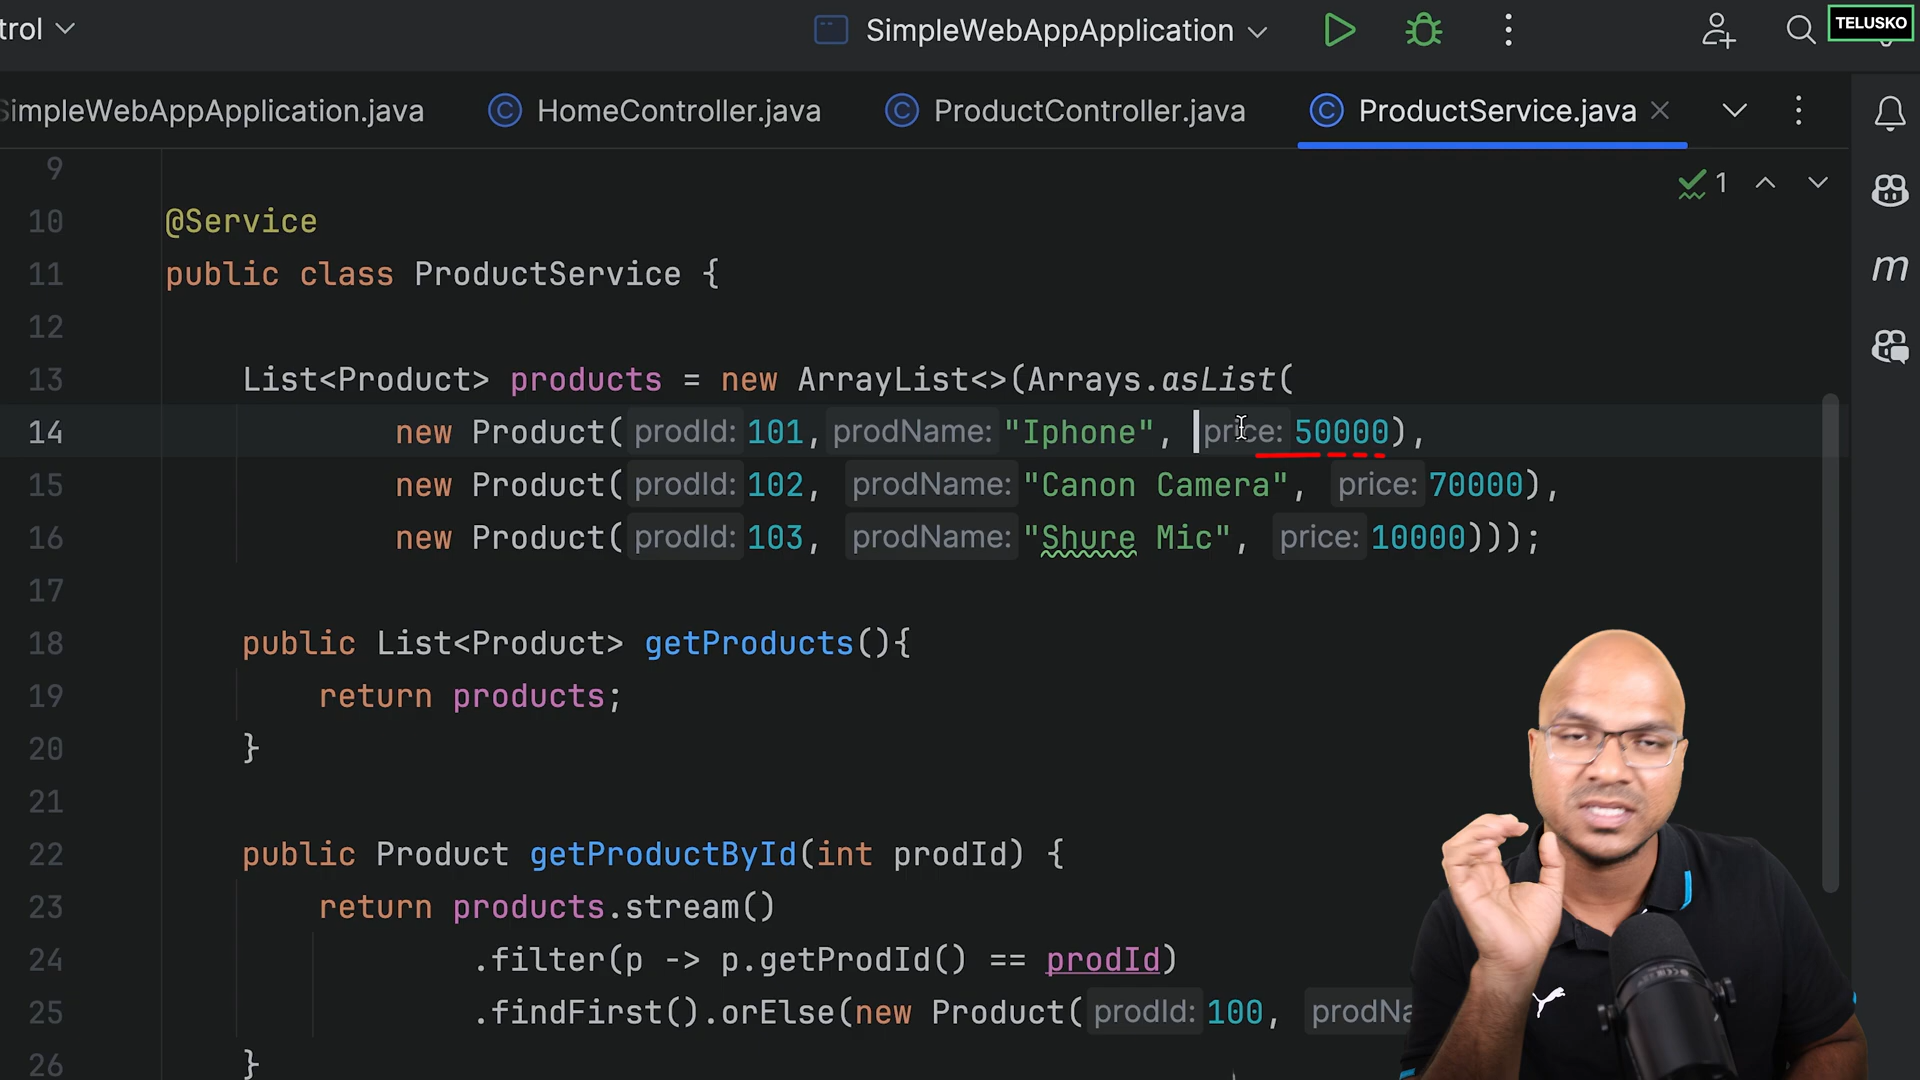 trol
SimpleWebAppApplication
TELUSKO
SimpleWebAppApplication.java
HomeController.java
ProductController.java
ProductService.java
9
1
10 @Service
11 public class ProductService {
12
13 List<Product> products = new ArrayList<>(Arrays.asList(
14 new Product( prodId: 101, prodName: "Iphone", price: 50000),
15 new Product( prodId: 102, prodName: "Canon Camera", price: 70000),
16 new Product( prodId: 103, prodName: "Shure Mic", price: 10000)));
17
18 public List<Product> getProducts(){
19 return products;
20 }
21
22 public Product getProductById(int prodId) {
23 return products.stream()
24 .filter(p -> p.getProdId() == prodId)
25 .findFirst().orElse(new Product( prodId: 100, prodNa
26 }
m